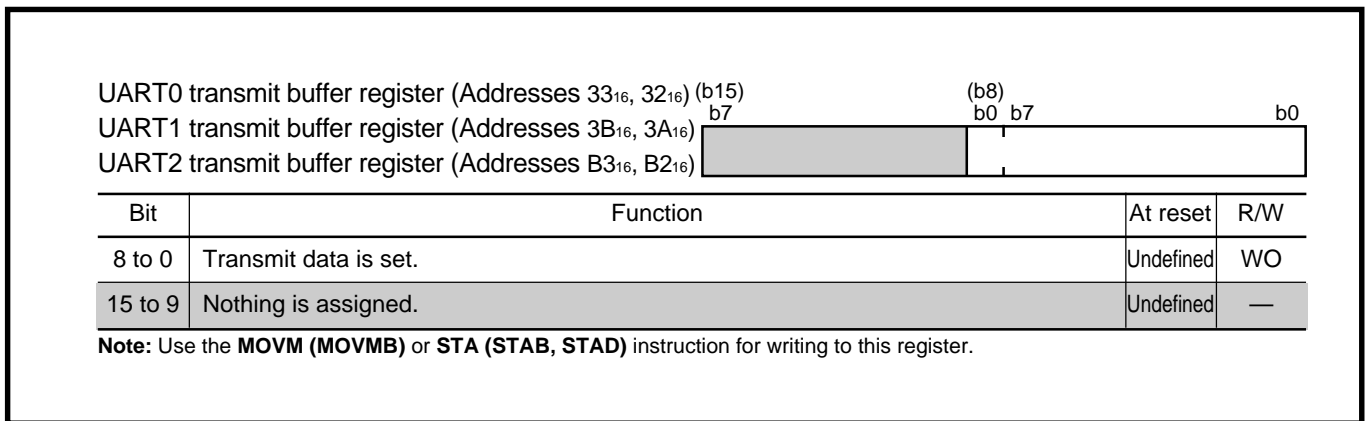 UART0 transmit buffer register (Addresses 33₁₆, 32₁₆) (b15) (b8)
b7 b0 b7 b0
UART1 transmit buffer register (Addresses 3B₁₆, 3A₁₆)
UART2 transmit buffer register (Addresses B3₁₆, B2₁₆)
Bit Function At reset R/W
8 to 0 Transmit data is set. Undefined WO
15 to 9 Nothing is assigned. Undefined —
Note: Use the MOVM (MOVMB) or STA (STAB, STAD) instruction for writing to this register.